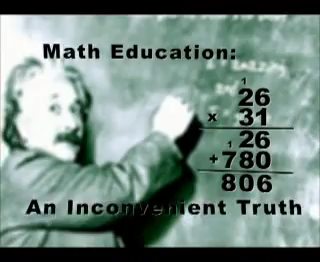 Math Education:
1
26
x 31
1 26
+780
806
An Inconvenient Truth